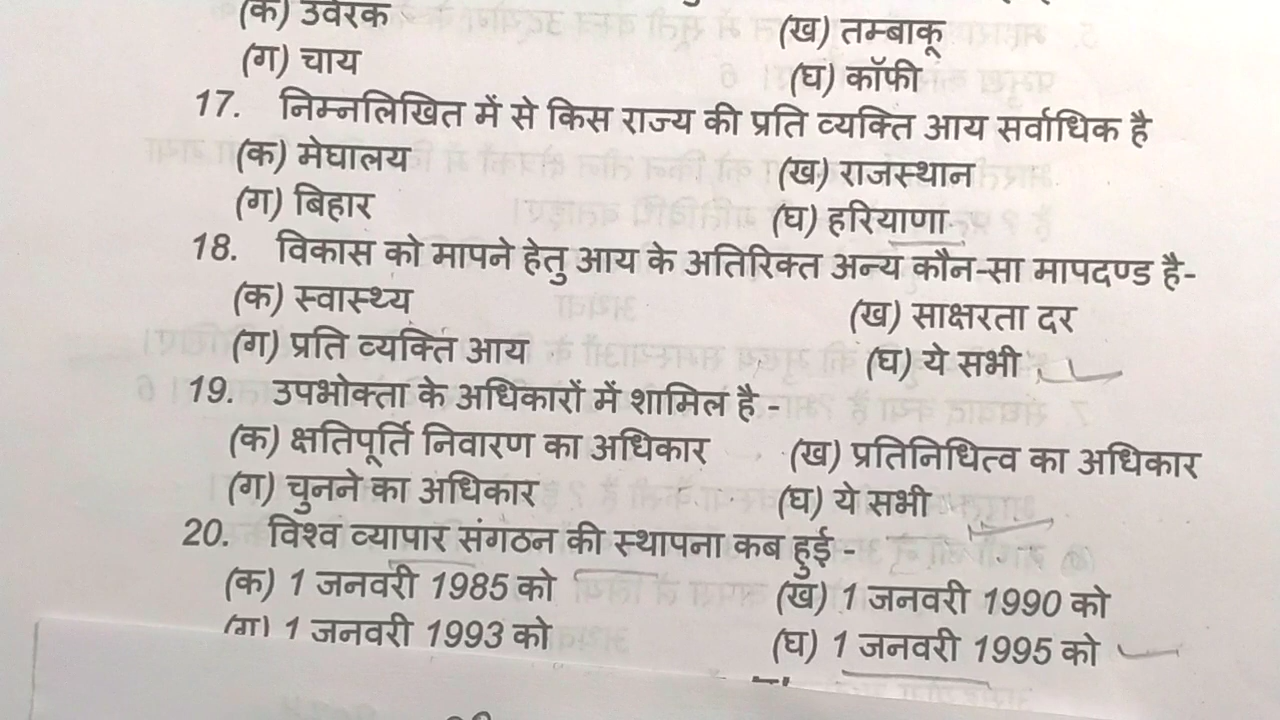 (क) उर्वरक (ख) तम्बाकू
(ग) चाय (घ) कॉफी
17. निम्नलिखित में से किस राज्य की प्रति व्यक्ति आय सर्वाधिक है
(क) मेघालय (ख) राजस्थान
(ग) बिहार (घ) हरियाणा
18. विकास को मापने हेतु आय के अतिरिक्त अन्य कौन-सा मापदण्ड है-
(क) स्वास्थ्य (ख) साक्षरता दर
(ग) प्रति व्यक्ति आय (घ) ये सभी
19. उपभोक्ता के अधिकारों में शामिल है -
(क) क्षतिपूर्ति निवारण का अधिकार (ख) प्रतिनिधित्व का अधिकार
(ग) चुनने का अधिकार (घ) ये सभी
20. विश्व व्यापार संगठन की स्थापना कब हुई -
(क) 1 जनवरी 1985 को (ख) 1 जनवरी 1990 को
(ग) 1 जनवरी 1993 को (घ) 1 जनवरी 1995 को